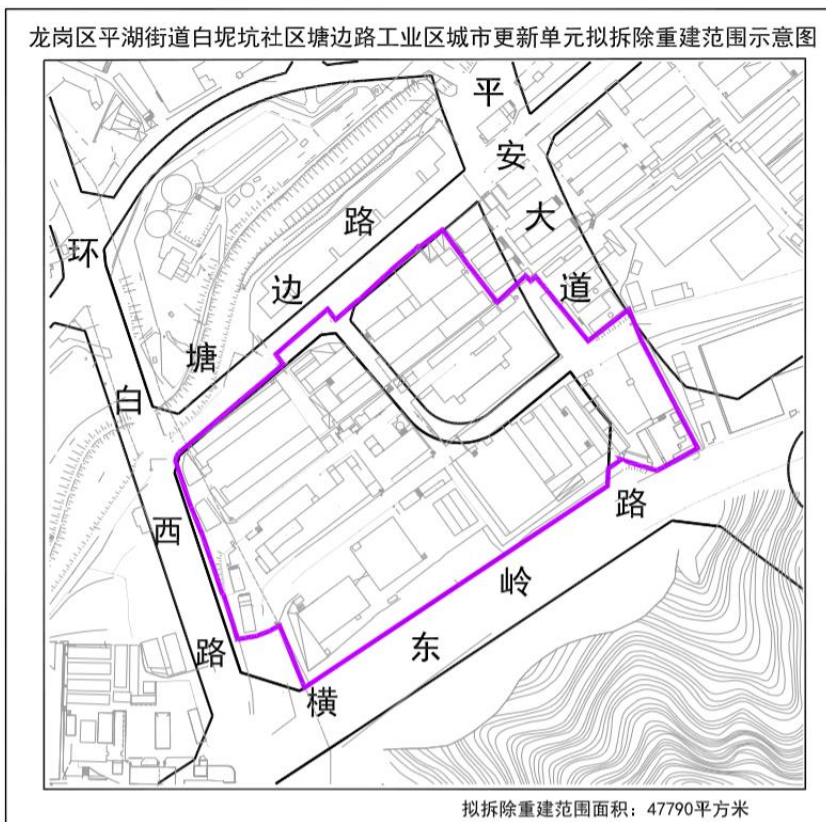 龙岗区平湖街道白坭坑社区塘边路工业区城市更新单元拟拆除重建范围示意图
平安大道
塘边路
环白西路
横东岭路
拟拆除重建范围面积：47790平方米